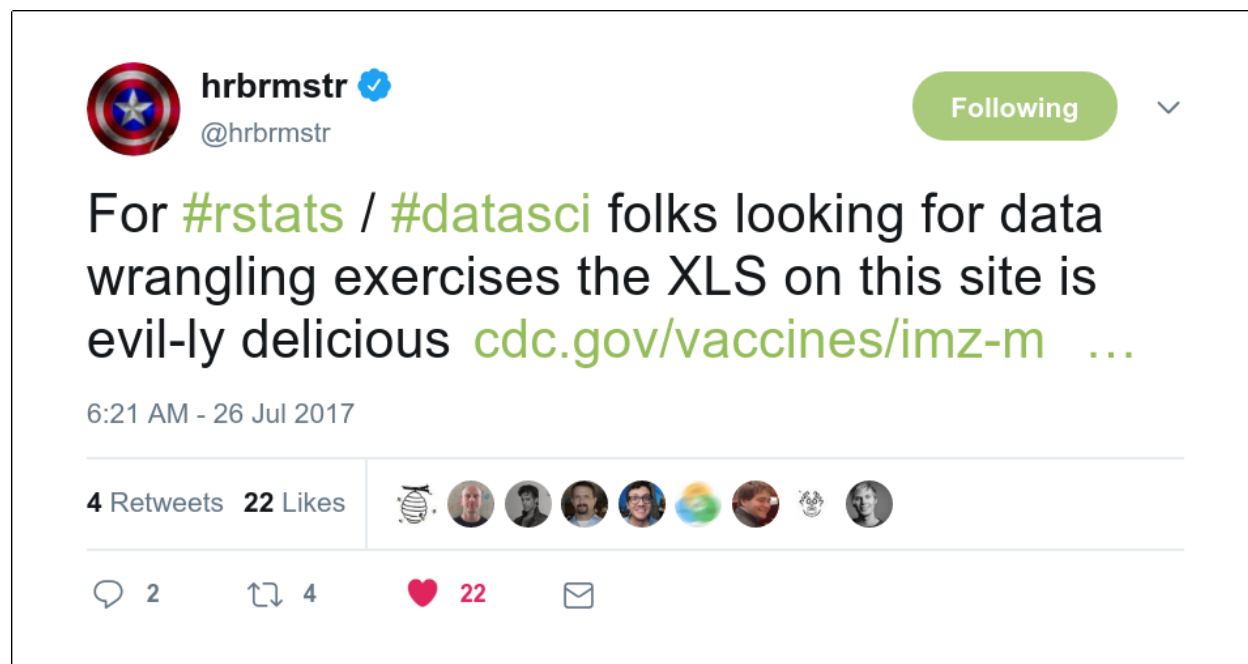 hrbrmstr
@hrbrmstr
Following
For #rstats / #datasci folks looking for data
wrangling exercises the XLS on this site is
evil-ly delicious cdc.gov/vaccines/imz-m …
6:21 AM - 26 Jul 2017
4 Retweets 22 Likes
2 4 22